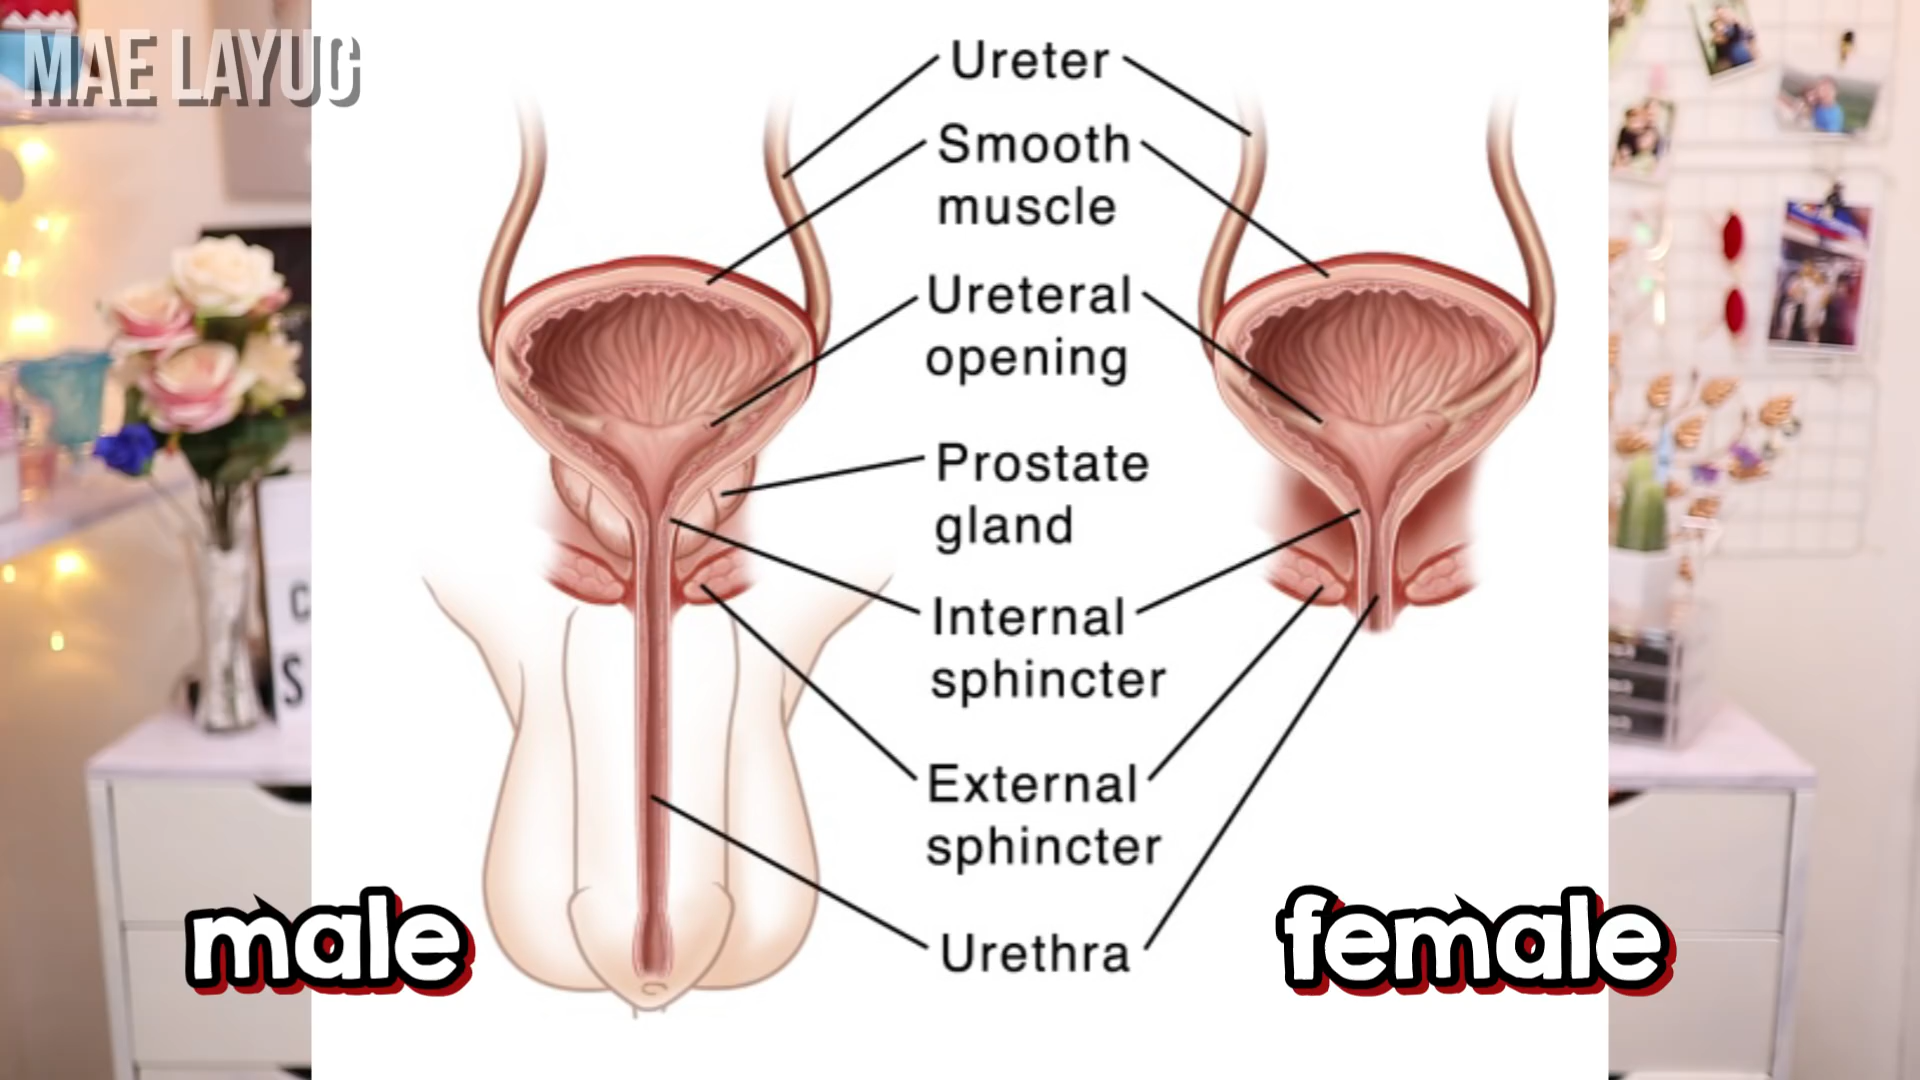 MAE LAYUG
Ureter
Smooth
muscle
Ureteral
opening
Prostate
gland
Internal
sphincter
External
sphincter
Urethra
male
female
C
S